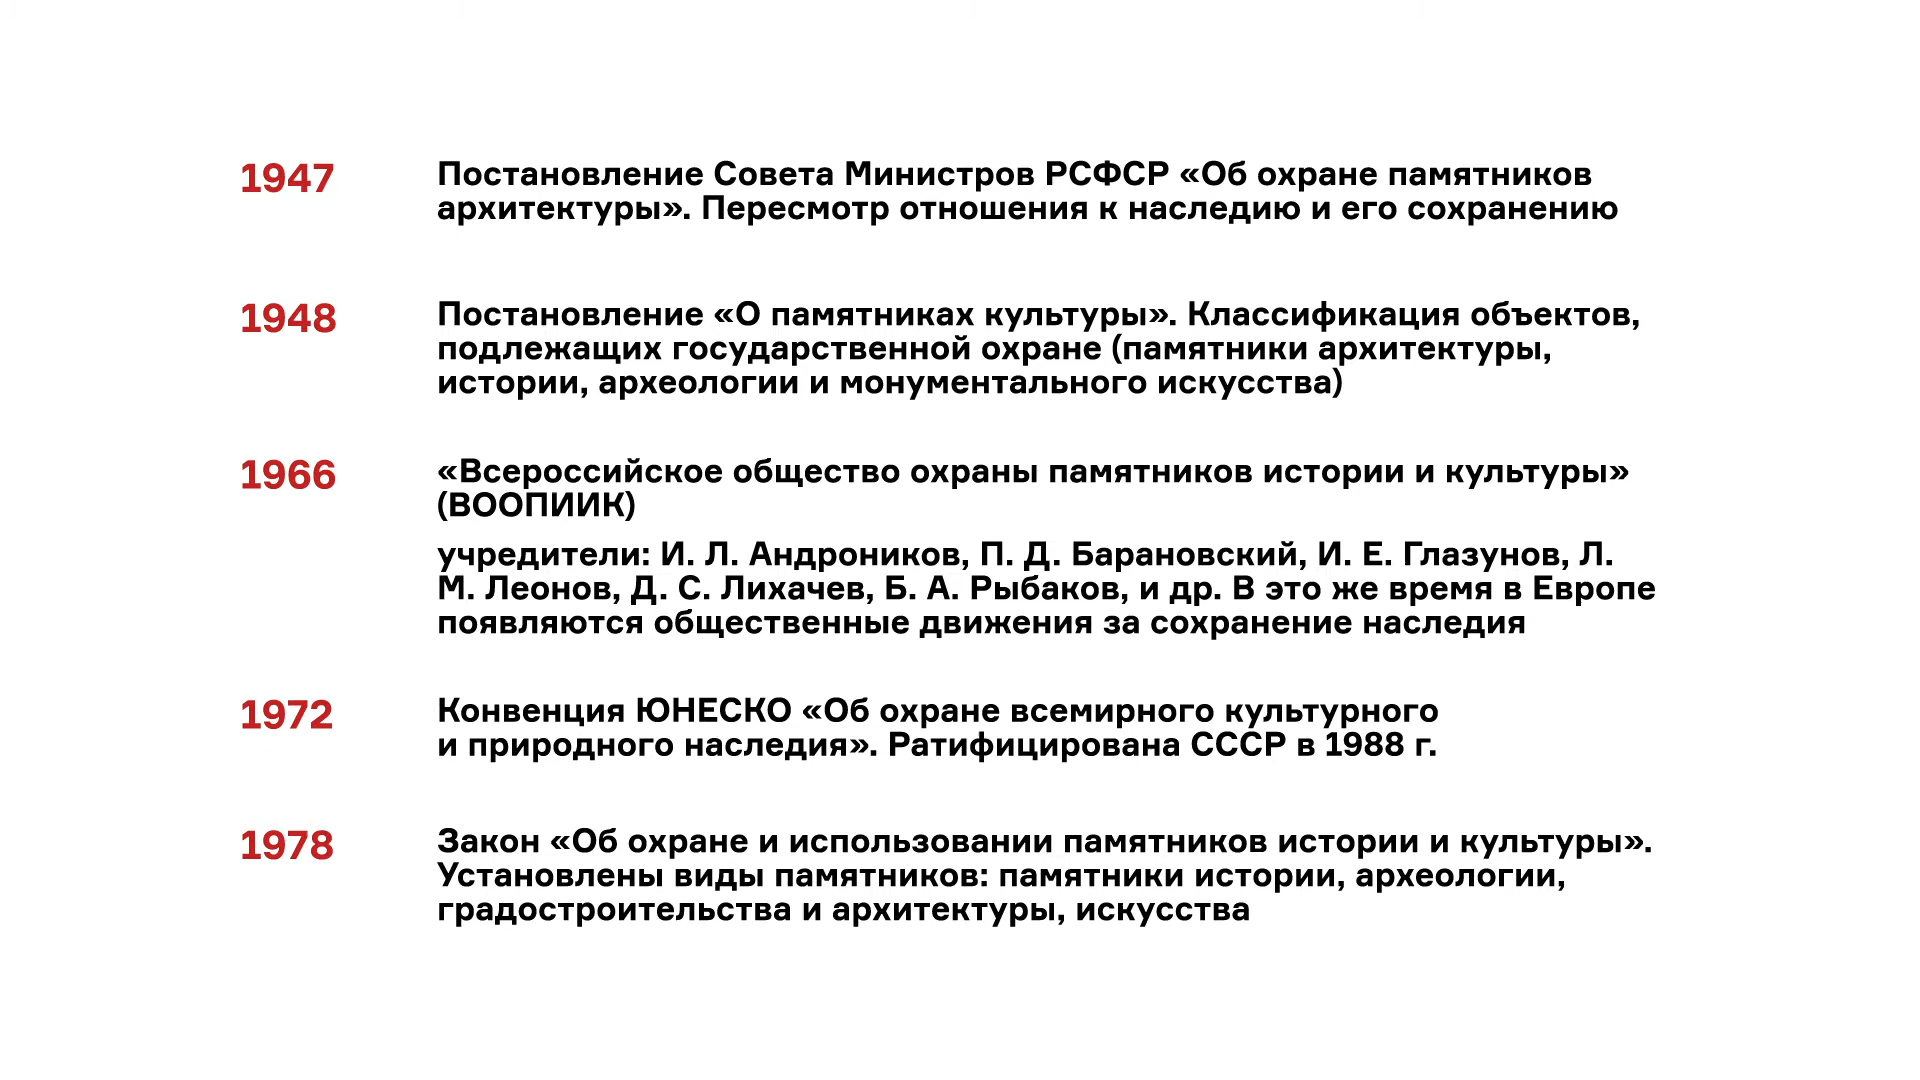 1947
Постановление Совета Министров РСФСР «Об охране памятников
архитектуры». Пересмотр отношения к наследию и его сохранению
1948
Постановление «О памятниках культуры». Классификация объектов,
подлежащих государственной охране (памятники архитектуры,
истории, археологии и монументального искусства)
1966
«Всероссийское общество охраны памятников истории и культуры»
(ВООПИИК)
учредители: И. Л. Андроников, П. Д. Барановский, И. Е. Глазунов, Л.
М. Леонов, Д. С. Лихачев, Б. А. Рыбаков, и др. В это же время в Европе
появляются общественные движения за сохранение наследия
1972
Конвенция ЮНЕСКО «Об охране всемирного культурного
и природного наследия». Ратифицирована СССР в 1988 г.
1978
Закон «Об охране и использовании памятников истории и культуры».
Установлены виды памятников: памятники истории, археологии,
градостроительства и архитектуры, искусства